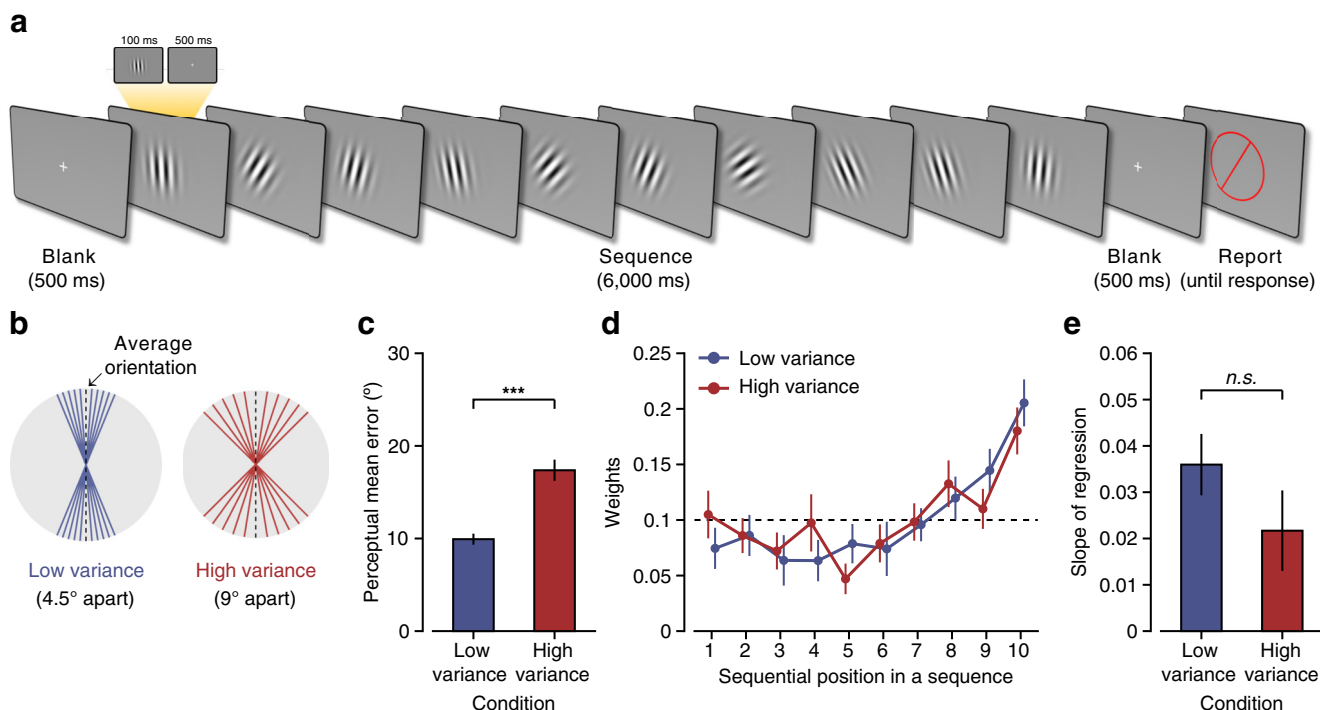 a
100 ms 500 ms
Blank
(500 ms)
Sequence
(6,000 ms)
Blank
(500 ms)
Report
(until response)
b
Average
orientation
Low variance
(4.5° apart)
High variance
(9° apart)
c
Perceptual mean error (°)
30
20
10
0
***
Low
variance
High
variance
Condition
d
Weights
0.25
0.2
0.15
0.1
0.05
0
Low variance
High variance
1 2 3 4 5 6 7 8 9 10
Sequential position in a sequence
e
Slope of regression
0.06
0.05
0.04
0.03
0.02
0.01
0
n.s.
Low
variance
High
variance
Condition